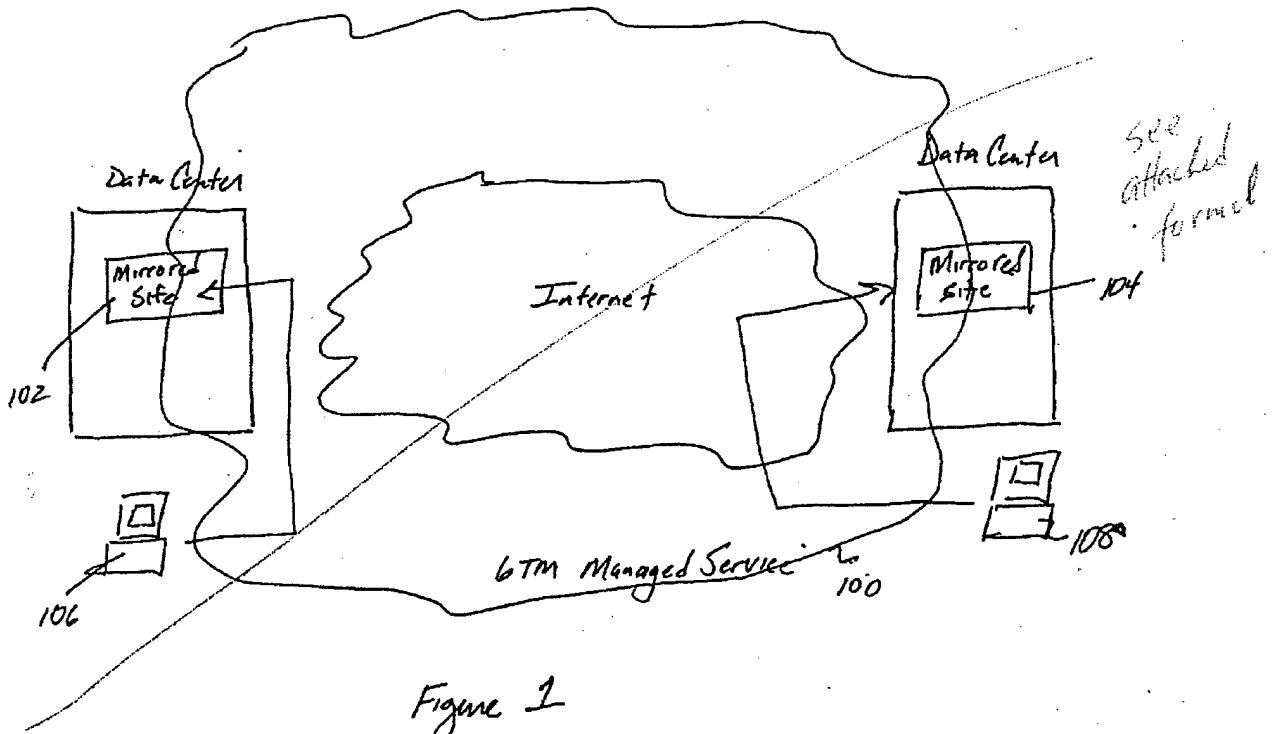 Data Center
Data Center
see
attached
formal
Mirrored
Site
Internet
Mirrored
Site
104
102
6TM Managed Service
100
106
108
Figure 1